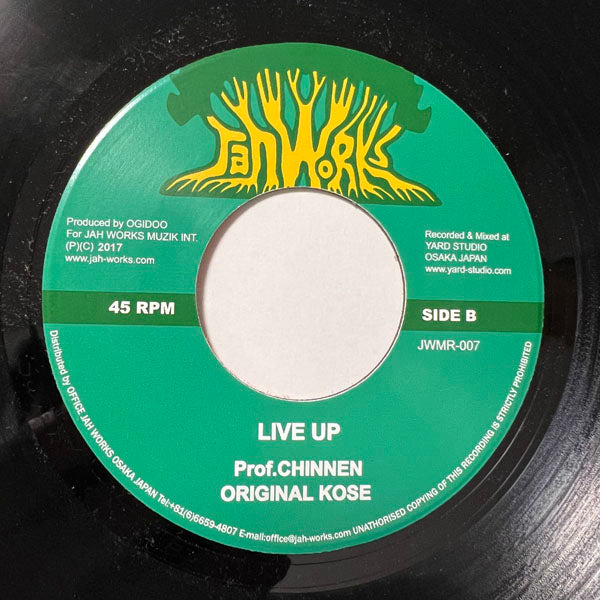 Jah Works
Produced by OGIDOO
For JAH WORKS MUZIK INT.
(P)(C) 2017
www.jah-works.com
Recorded & Mixed at
YARD STUDIO
OSAKA JAPAN
www.yard-studio.com
45 RPM
SIDE B
JWMR-007
LIVE UP
Prof.CHINNEN
ORIGINAL KOSE
Distributed by OFFICE JAH WORKS OSAKA JAPAN Tel:+81(6)6659-4807 E-mail:office@jah-works.com UNATHORISED COPYING OF THIS RECORDING IS STRICTLY PROHIBITED